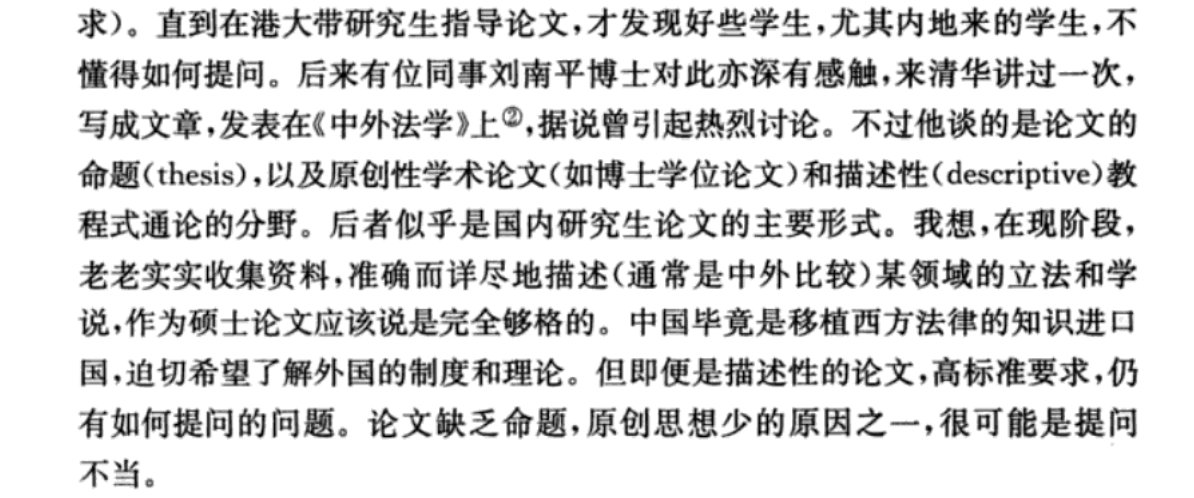 求)。直到在港大带研究生指导论文,才发现好些学生,尤其内地来的学生,不
懂得如何提问。后来有位同事刘南平博士对此亦深有感触,来清华讲过一次,
写成文章,发表在《中外法学》上②,据说曾引起热烈讨论。不过他谈的是论文的
命题(thesis),以及原创性学术论文(如博士学位论文)和描述性(descriptive)教
程式通论的分野。后者似乎是国内研究生论文的主要形式。我想,在现阶段,
老老实实收集资料,准确而详尽地描述(通常是中外比较)某领域的立法和学
说,作为硕士论文应该说是完全够格的。中国毕竟是移植西方法律的知识进口
国,迫切希望了解外国的制度和理论。但即便是描述性的论文,高标准要求,仍
有如何提问的问题。论文缺乏命题,原创思想少的原因之一,很可能是提问
不当。